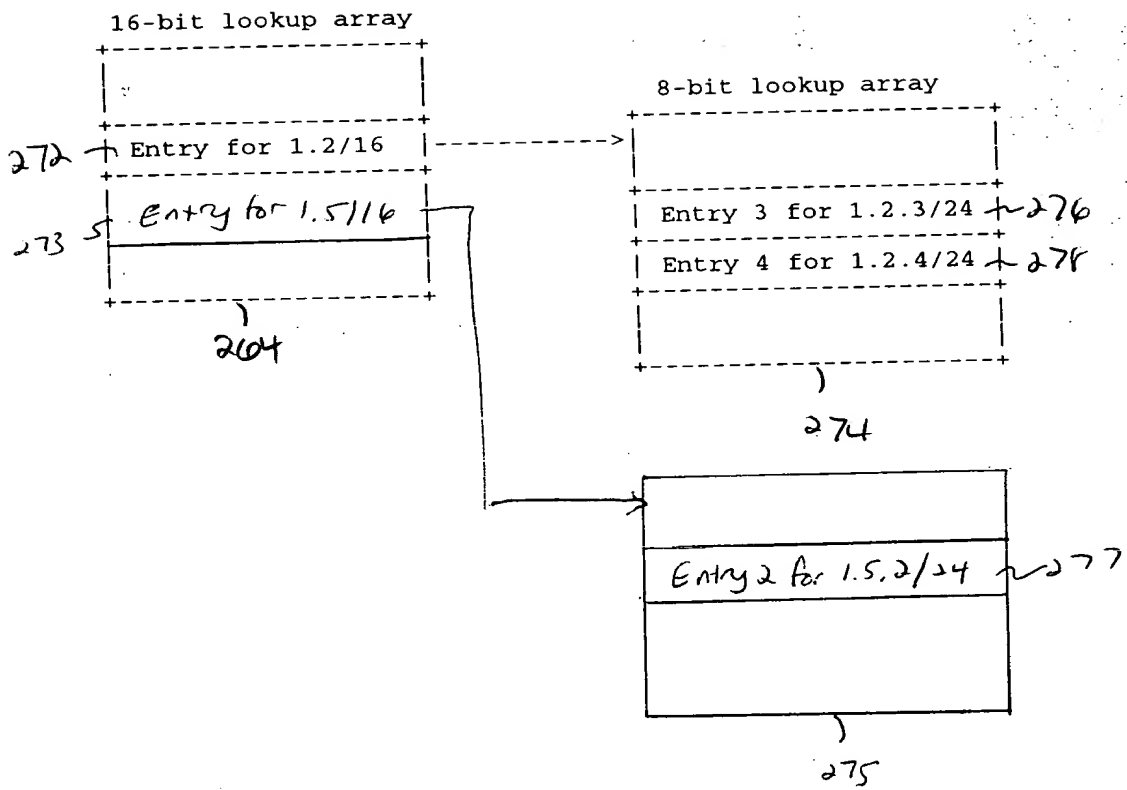 16-bit lookup array
8-bit lookup array
272 Entry for 1.2/16
273 Entry for 1.5/16
Entry 3 for 1.2.3/24 276
Entry 4 for 1.2.4/24 278
264
274
Entry 2 for 1.5.2/24 277
275